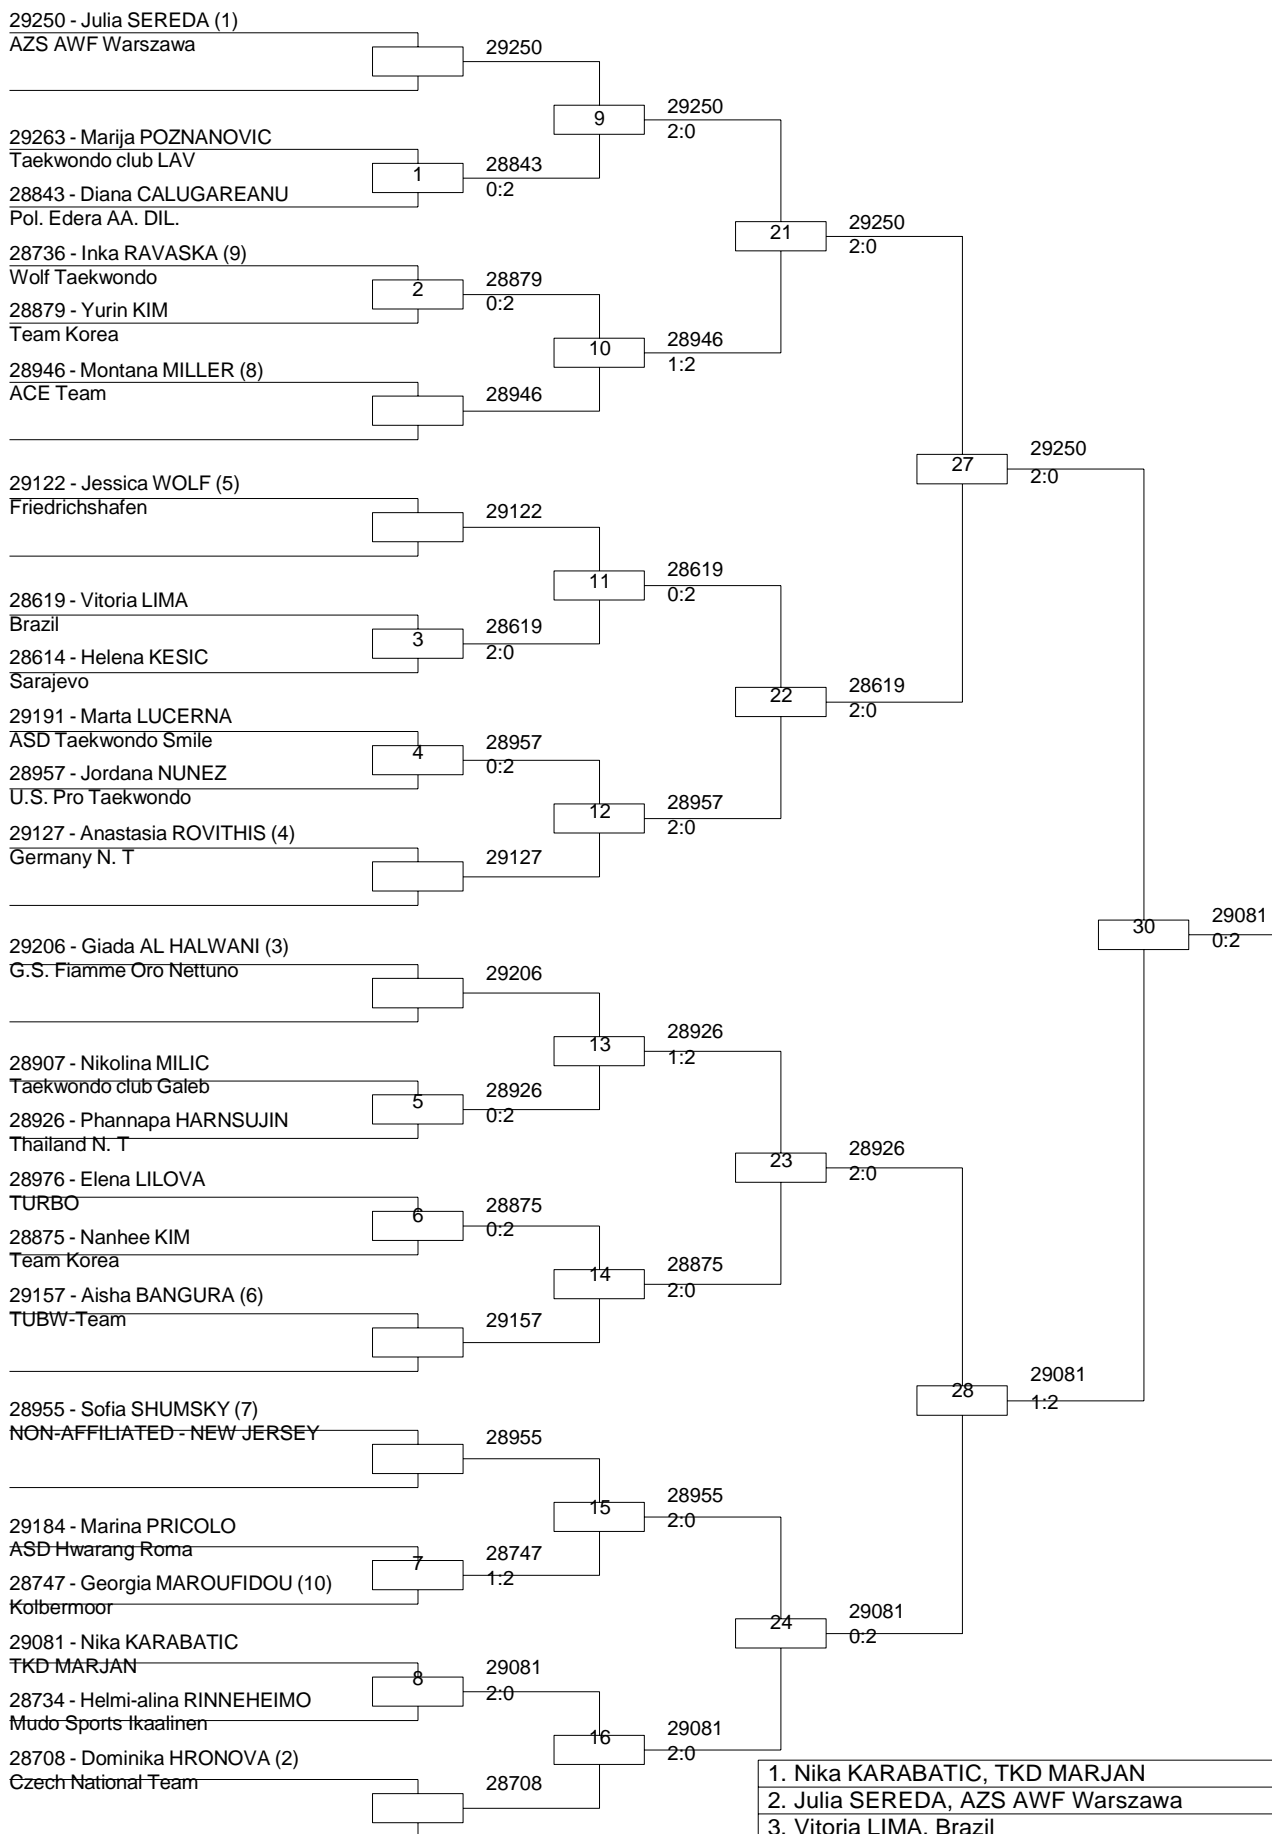 29250 - Julia SEREDA (1)
AZS AWF Warszawa
29250
29250
2:0
9
29263 - Marija POZNANOVIC
Taekwondo club LAV
1
28843
0:2
28843 - Diana CALUGAREANU
Pol. Edera AA. DIL.
21
29250
2:0
28736 - Inka RAVASKA (9)
Wolf Taekwondo
2
28879
0:2
28879 - Yurin KIM
Team Korea
10
28946
1:2
28946 - Montana MILLER (8)
ACE Team
28946
27
29250
2:0
29122 - Jessica WOLF (5)
Friedrichshafen
29122
11
28619
0:2
28619 - Vitoria LIMA
Brazil
3
28619
2:0
28614 - Helena KESIC
Sarajevo
22
28619
2:0
29191 - Marta LUCERNA
ASD Taekwondo Smile
4
28957
0:2
28957 - Jordana NUNEZ
U.S. Pro Taekwondo
12
28957
2:0
29127 - Anastasia ROVITHIS (4)
Germany N. T
29127
30
29081
0:2
29206 - Giada AL HALWANI (3)
G.S. Fiamme Oro Nettuno
29206
13
28926
1:2
28907 - Nikolina MILIC
Taekwondo club Galeb
5
28926
0:2
28926 - Phannapa HARNSUJIN
Thailand N. T
23
28926
2:0
28976 - Elena LILOVA
TURBO
6
28875
0:2
28875 - Nanhee KIM
Team Korea
14
28875
2:0
29157 - Aisha BANGURA (6)
TUBW-Team
29157
28
29081
1:2
28955 - Sofia SHUMSKY (7)
NON-AFFILIATED - NEW JERSEY
28955
15
28955
2:0
29184 - Marina PRICOLO
ASD Hwarang Roma
7
28747
1:2
28747 - Georgia MAROUFIDOU (10)
Kolbermoor
24
29081
0:2
29081 - Nika KARABATIC
TKD MARJAN
8
29081
2:0
28734 - Helmi-alina RINNEHEIMO
Mudo Sports Ikaalinen
16
29081
2:0
28708 - Dominika HRONOVA (2)
Czech National Team
28708
1. Nika KARABATIC, TKD MARJAN
2. Julia SEREDA, AZS AWF Warszawa
3. Vitoria LIMA, Brazil